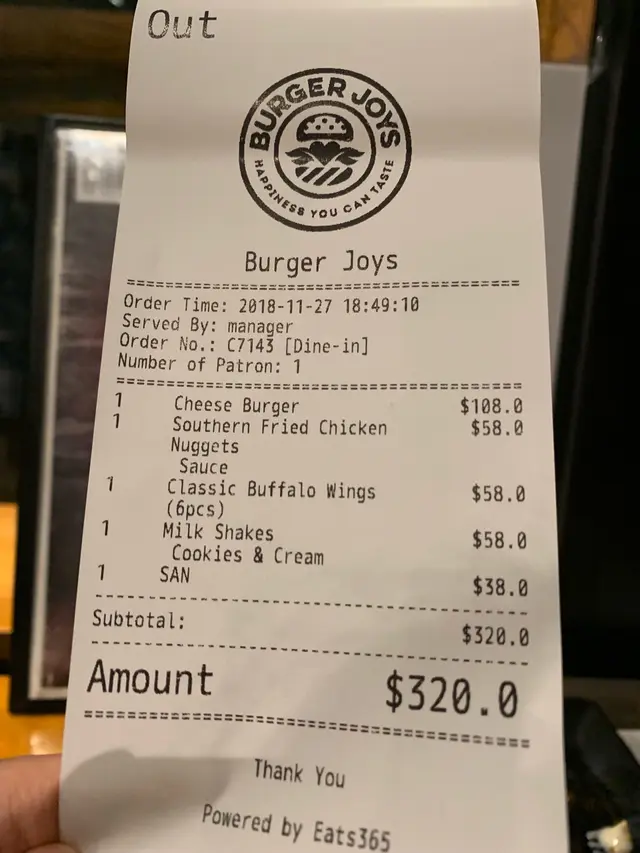 Out
BURGER JOYS
HAPPINESS YOU CAN TASTE
Burger Joys
==================================================
Order Time: 2018-11-27 18:49:10
Served By: manager
Order No.: C7143 [Dine-in]
Number of Patron: 1
==================================================
1 Cheese Burger $108.0
1 Southern Fried Chicken $58.0
Nuggets
Sauce
1 Classic Buffalo Wings $58.0
(6pcs)
1 Milk Shakes $58.0
Cookies & Cream
1 SAN $38.0
--------------------------------------------------
Subtotal: $320.0
--------------------------------------------------
Amount $320.0
==================================================
Thank You
Powered by Eats365